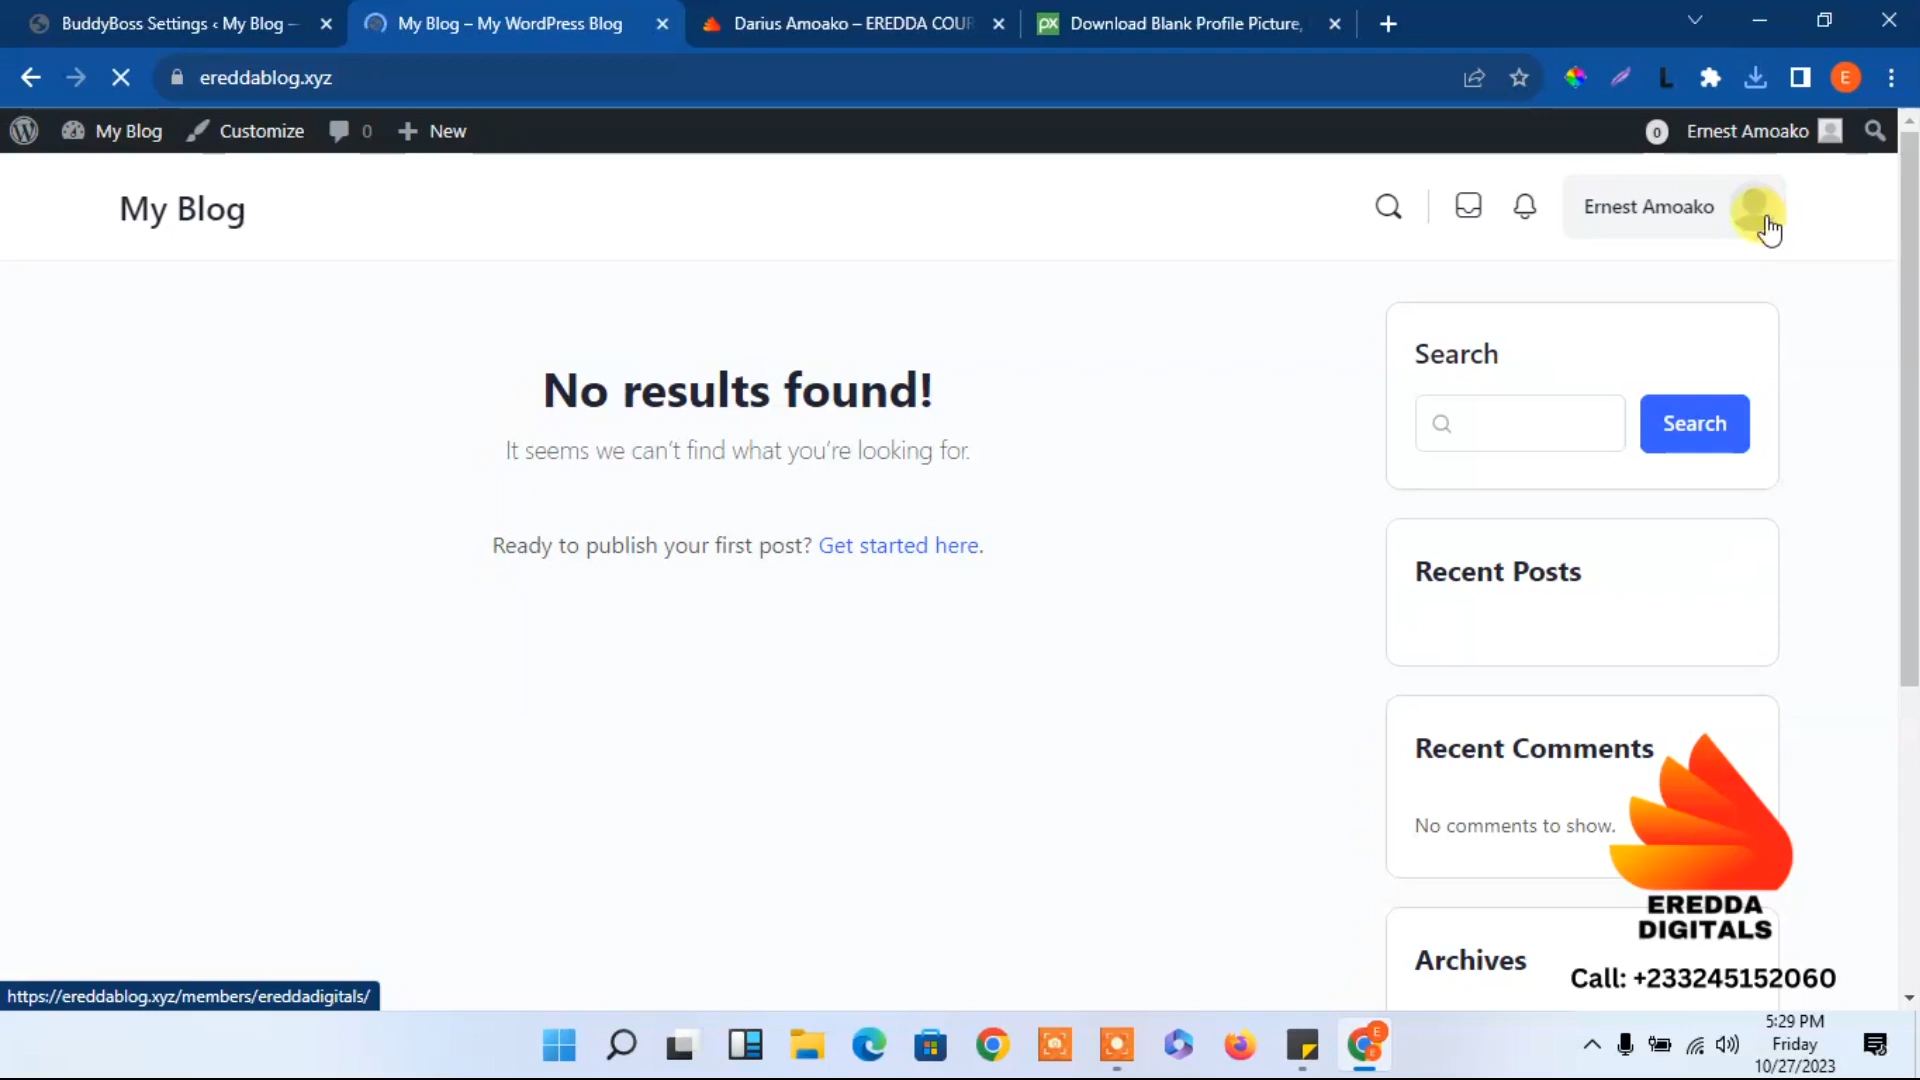 BuddyBoss Settings ‹ My Blog —
My Blog – My WordPress Blog
Darius Amoako – EREDDA COUR
px
Download Blank Profile Picture,
ereddablog.xyz
L
E
My Blog
Customize
0
New
0
Ernest Amoako
My Blog
Ernest Amoako
No results found!
It seems we can’t find what you’re looking for.
Ready to publish your first post? Get started here.
Search
Search
Recent Posts
Recent Comments
No comments to show.
EREDDA
DIGITALS
Archives
Call: +233245152060
https://ereddablog.xyz/members/ereddadigitals/
5:29 PM
Friday
10/27/2023